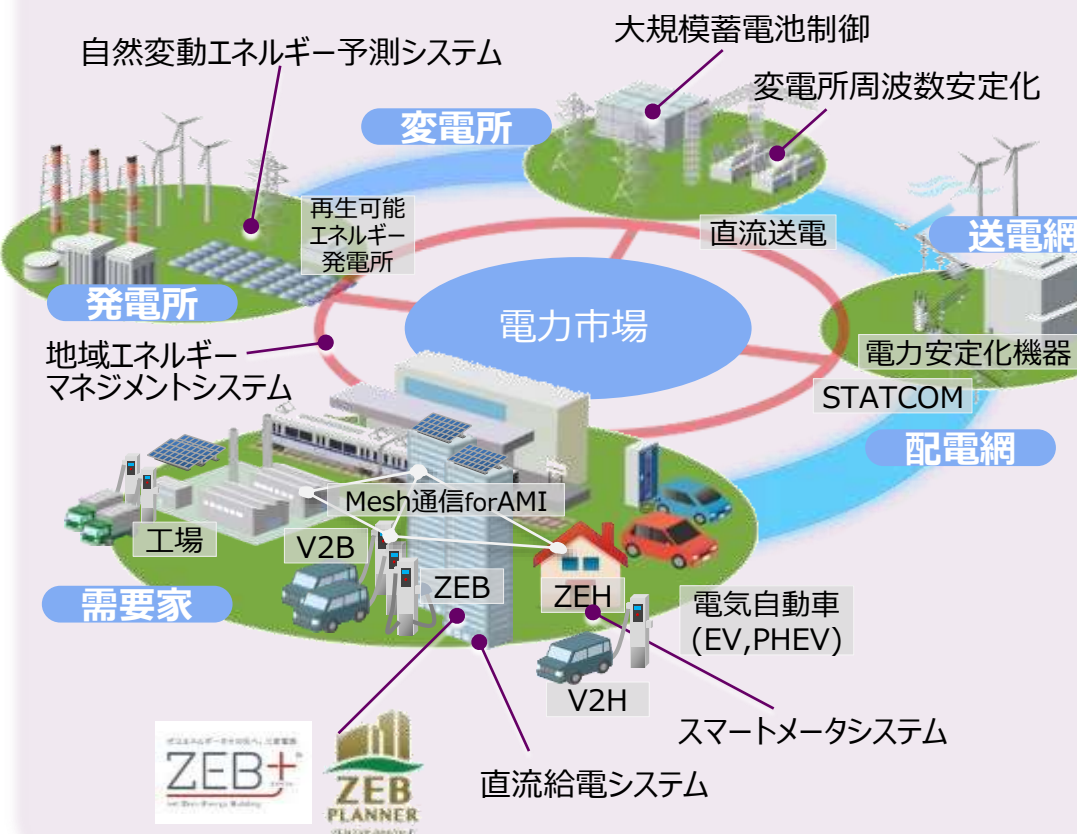 大規模蓄電池制御
自然変動エネルギー予測システム
変電所周波数安定化
変電所
再生可能
エネルギー
発電所
直流送電
送電網
発電所
電力市場
地域エネルギー
マネジメントシステム
電力安定化機器
STATCOM
配電網
Mesh通信forAMI
工場
V2B
ZEB
ZEH
需要家
電気自動車
(EV,PHEV)
V2H
スマートメータシステム
直流給電システム
ZEB+
ZEB
PLANNER